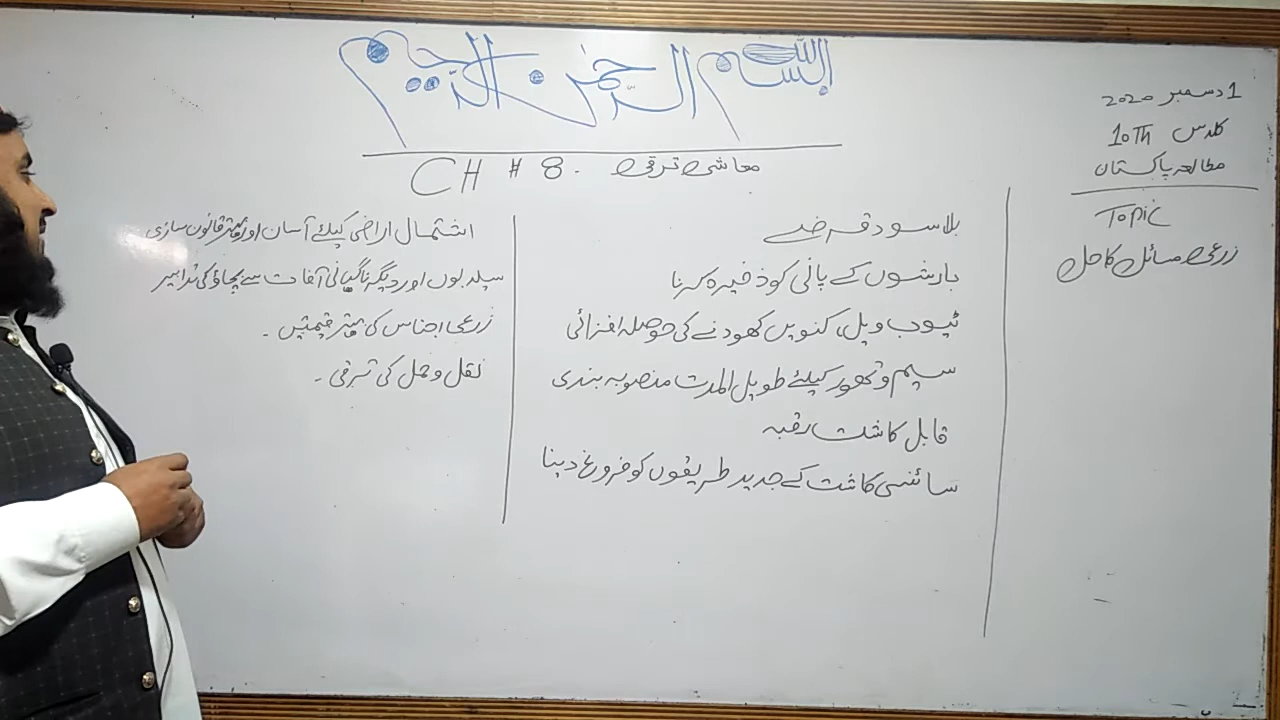 بسم اللہ الرحمن الرحیم
CH # 8. معاشی ترقی
1 دسمبر 2020
کلاس 10Th
مطالعہ پاکستان
Topic
زرعی مسائل کا حل
بلا سود قرضے
بارشوں کے پانی کو ذخیرہ کرنا
ٹیوب ویل، کنویں کھودنے کی حوصلہ افزائی
سیم و تھور کیلئے طویل المدت منصوبہ بندی
قابل کاشت رقبہ
سائنسی کاشت کے جدید طریقوں کو فروغ دینا
اشتمال اراضی کیلئے آسان اور بہتر قانون سازی
سیلابوں اور دیگر ناگہانی آفات سے بچاؤ کی تدابیر
زرعی اجناس کی بہتر قیمتیں ۔
نقل و حمل کی ترقی ۔